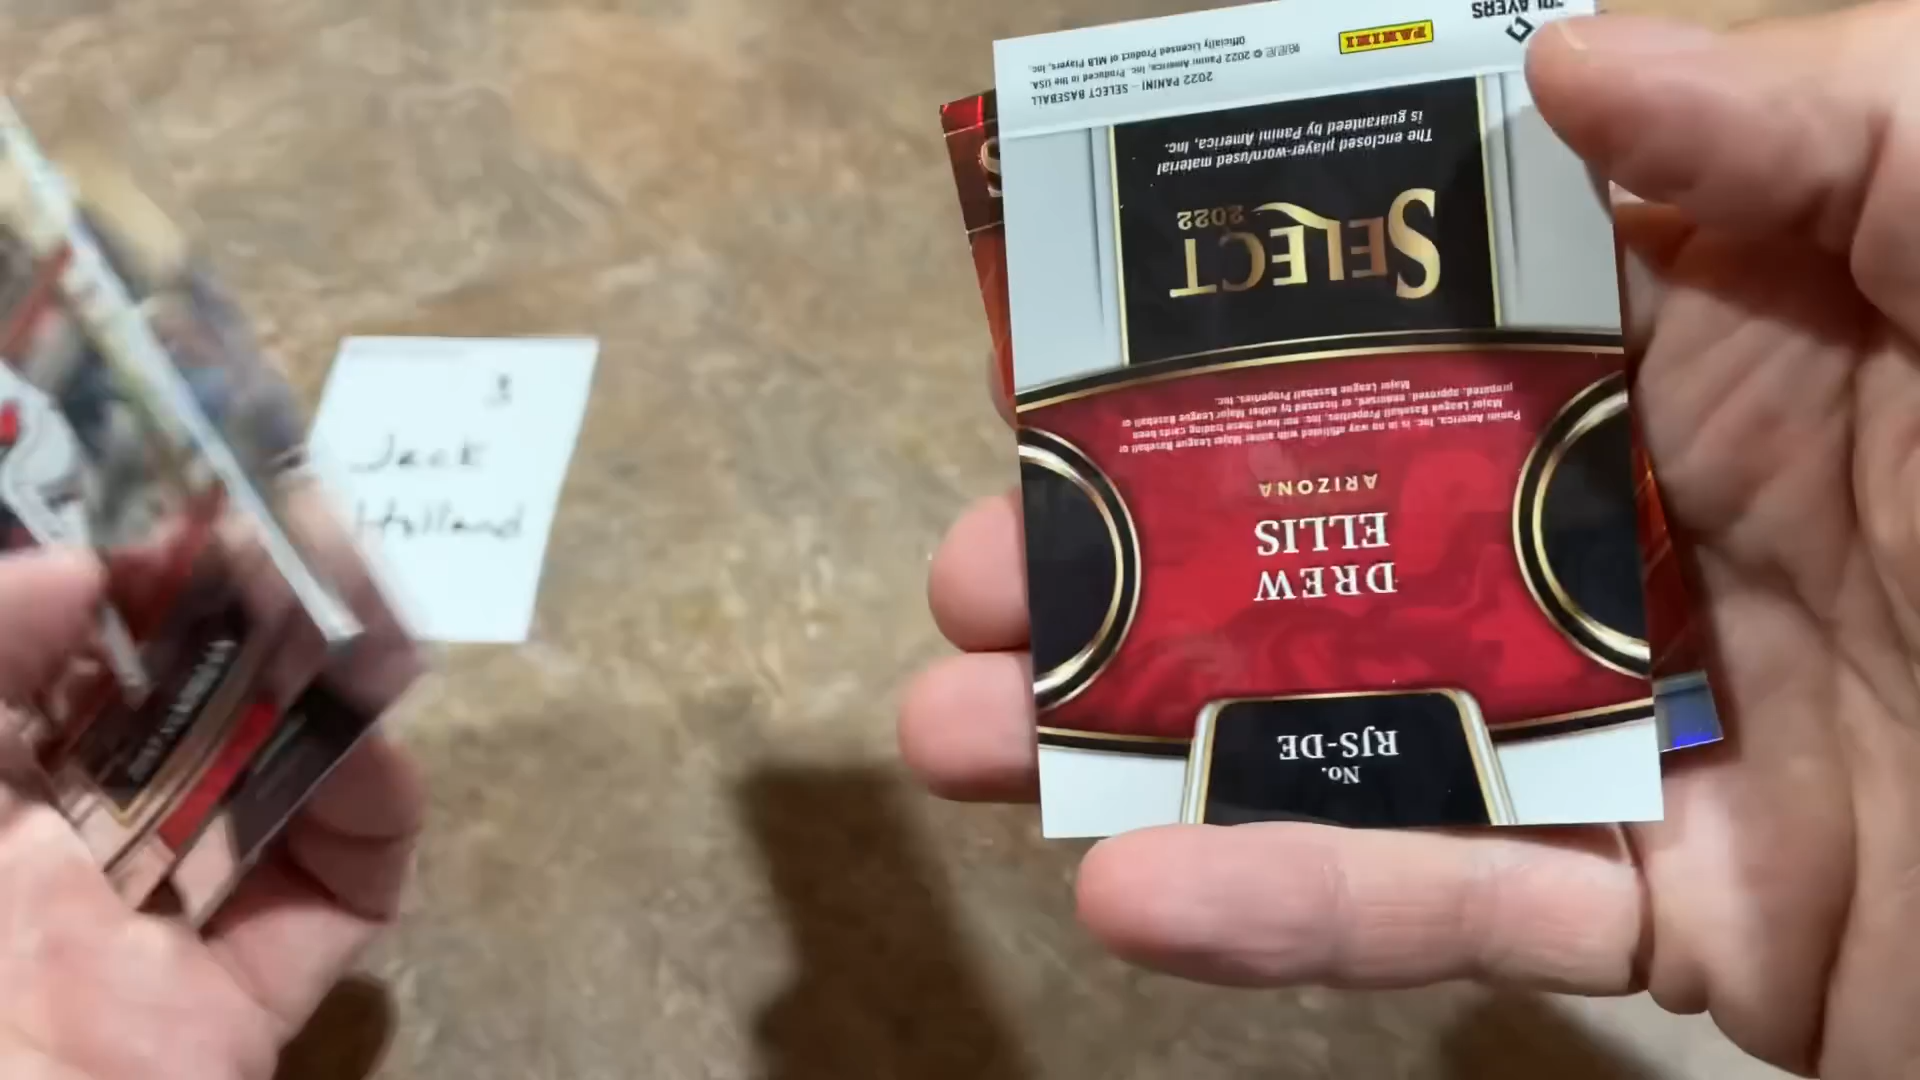 3
Jack
Holland
No.
RJS-DE
DREW
ELLIS
ARIZONA
Panini America, Inc. is in no way affiliated with either Major League Baseball or
Major League Baseball Properties, Inc. nor have these trading cards been
prepared, approved, endorsed, or licensed by either Major League Baseball or
Major League Baseball Properties, Inc.
SELECT
2022
The enclosed player-worn/used material
is guaranteed by Panini America, Inc.
2022 PANINI – SELECT BASEBALL
© 2022 Panini America, Inc. Produced in the USA.
Officially Licensed Product of MLB Players, Inc.
PANINI
PLAYERS